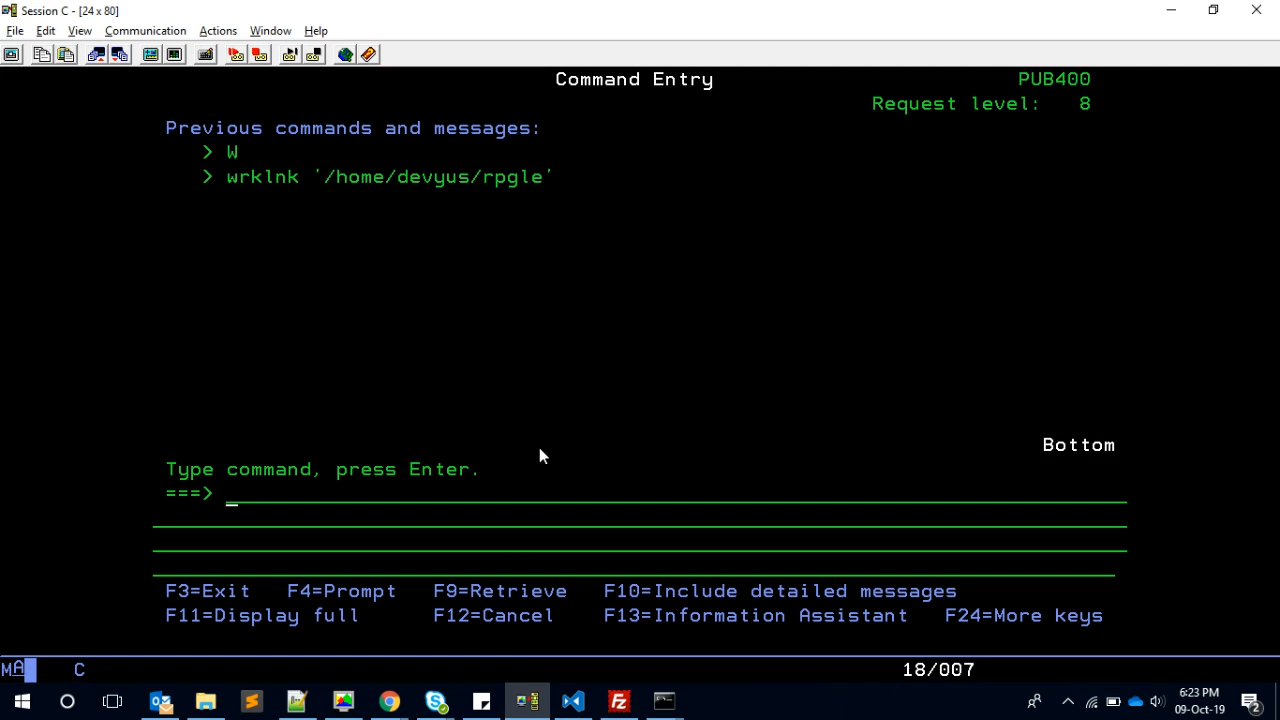 Session C - [24 x 80]
File Edit View Communication Actions Window Help
Command Entry PUB400
Request level: 8
Previous commands and messages:
> W
> wrklnk '/home/devyus/rpgle'
Bottom
Type command, press Enter.
===>
F3=Exit F4=Prompt F9=Retrieve F10=Include detailed messages
F11=Display full F12=Cancel F13=Information Assistant F24=More keys
MA C 18/007
6:23 PM
09-Oct-19
2